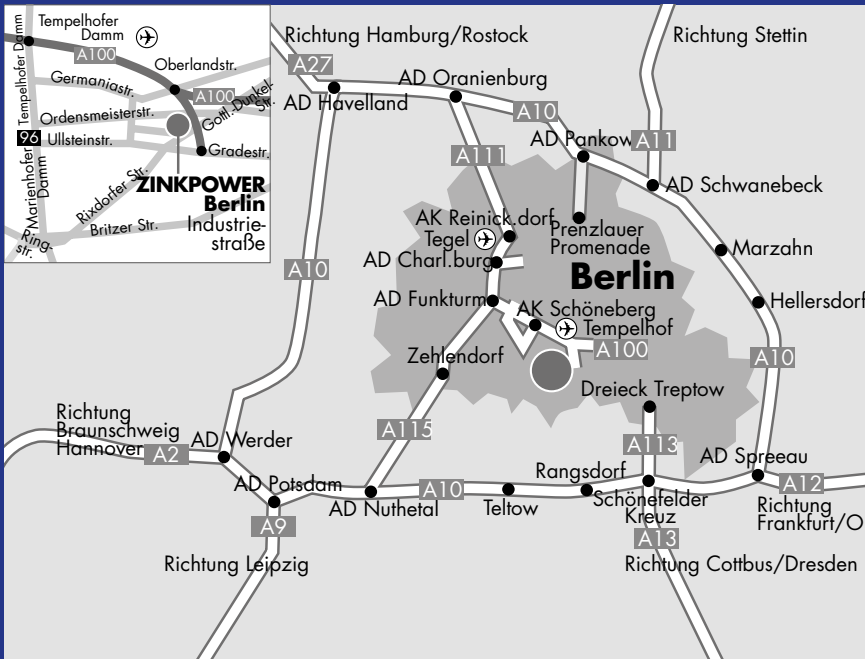 Tempelhofer
Damm
A100
Oberlandstr.
Germaniastr.
A100
Gottl.-Dunkel-
Str.
Tempelhofer Damm
Ordensmeisterstr.
96
Ullsteinstr.
Gradestr.
Marienhofer
Damm
Rixdorfer Str.
ZINKPOWER
Berlin
Industrie-
straße
Britzer Str.
Ring-
str.
Richtung Hamburg/Rostock
Richtung Stettin
A27
AD Oranienburg
AD Havelland
A10
AD Pankow
A11
A111
AD Schwanebeck
AK Reinick.dorf
Tegel
Prenzlauer
Promenade
Marzahn
AD Charl.burg
A10
Berlin
AD Funkturm
AK Schöneberg
Hellersdorf
Tempelhof
A100
Zehlendorf
A10
Dreieck Treptow
Richtung
Braunschweig
Hannover
A2
AD Werder
A115
A113
AD Spreeau
AD Potsdam
Rangsdorf
A10
A12
AD Nuthetal
Teltow
Schönefelder
Kreuz
Richtung
Frankfurt/O
A9
A13
Richtung Leipzig
Richtung Cottbus/Dresden